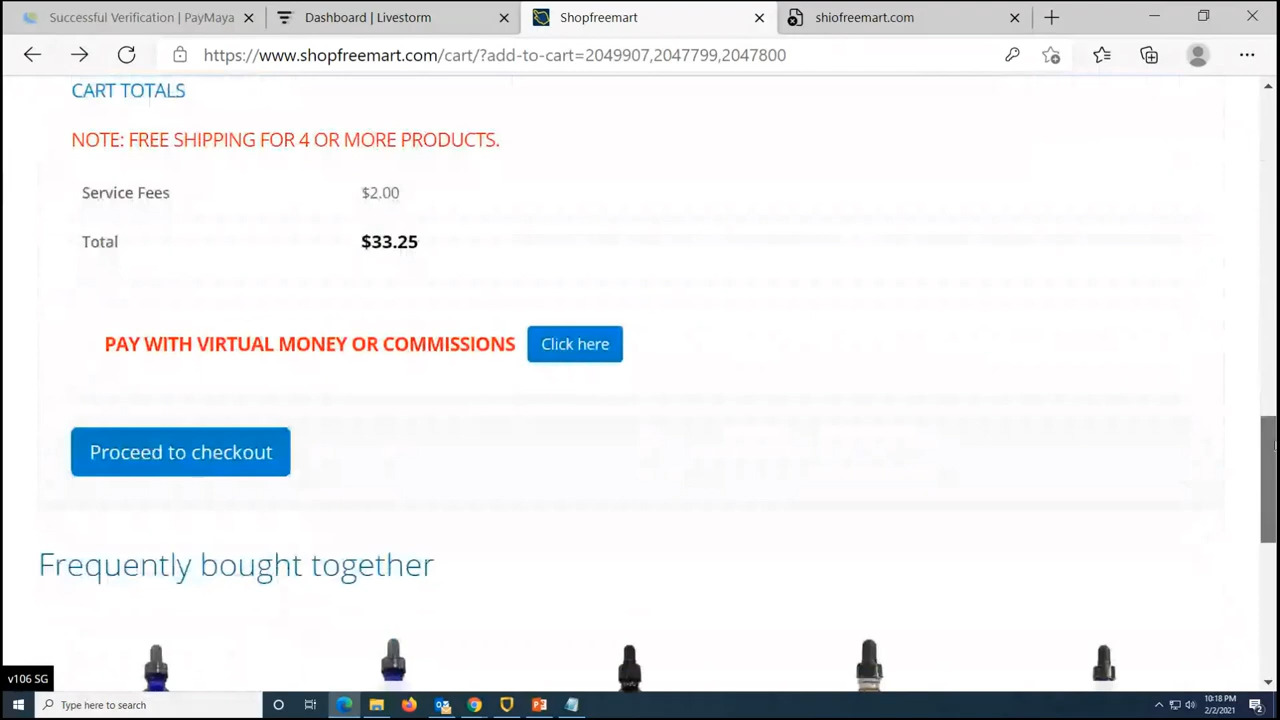 Successful Verification | PayMaya
Dashboard | Livestorm
Shopfreemart
shiofreemart.com
https://www.shopfreemart.com/cart/?add-to-cart=2049907,2047799,2047800
CART TOTALS
NOTE: FREE SHIPPING FOR 4 OR MORE PRODUCTS.
Service Fees $2.00
Total $33.25
PAY WITH VIRTUAL MONEY OR COMMISSIONS Click here
Proceed to checkout
Frequently bought together
v106 SG
Type here to search
10:18 PM
2/2/2021
2